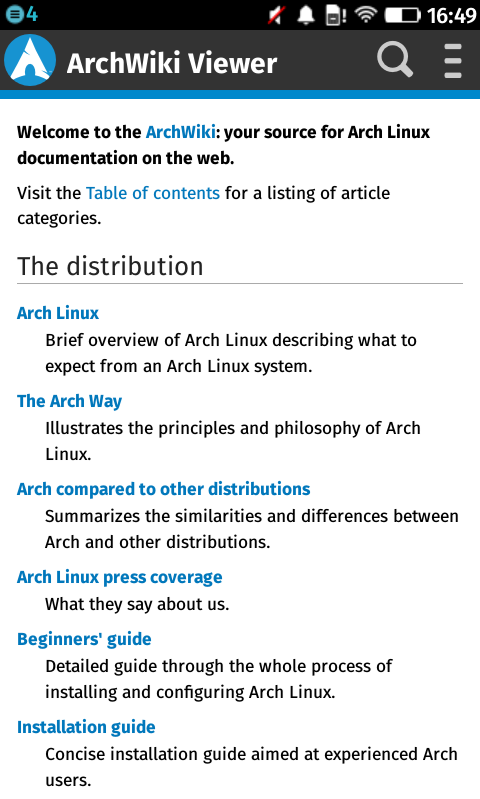 4 16:49
ArchWiki Viewer
Welcome to the ArchWiki: your source for Arch Linux
documentation on the web.
Visit the Table of contents for a listing of article
categories.
The distribution
Arch Linux
Brief overview of Arch Linux describing what to
expect from an Arch Linux system.
The Arch Way
Illustrates the principles and philosophy of Arch
Linux.
Arch compared to other distributions
Summarizes the similarities and differences between
Arch and other distributions.
Arch Linux press coverage
What they say about us.
Beginners' guide
Detailed guide through the whole process of
installing and configuring Arch Linux.
Installation guide
Concise installation guide aimed at experienced Arch
users.